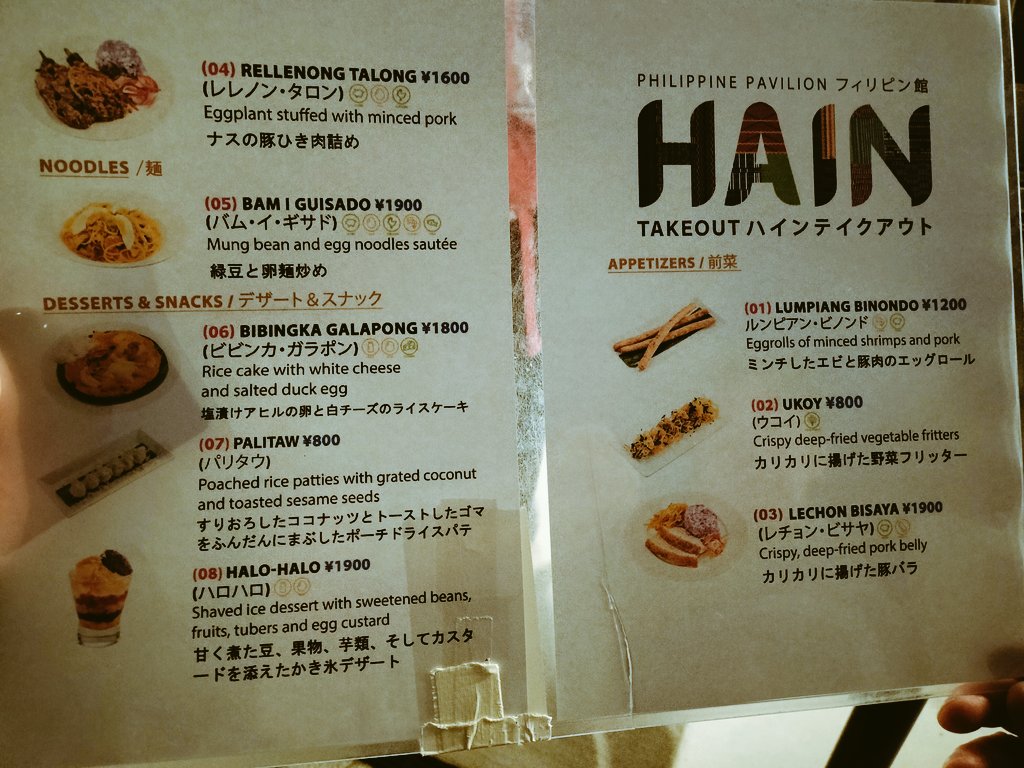 (04) RELLENONG TALONG ¥1600
(レレノン・タロン)
Eggplant stuffed with minced pork
ナスの豚ひき肉詰め
NOODLES / 麺
(05) BAM I GUISADO ¥1900
(バム・イ・ギサド)
Mung bean and egg noodles sautée
緑豆と卵麺炒め
DESSERTS & SNACKS / デザート＆スナック
(06) BIBINGKA GALAPONG ¥1800
(ビビンカ・ガラポン)
Rice cake with white cheese
and salted duck egg
塩漬けアヒルの卵と白チーズのライスケーキ
(07) PALITAW ¥800
(パリタウ)
Poached rice patties with grated coconut
and toasted sesame seeds
すりおろしたココナッツとトーストしたゴマ
をふんだんにまぶしたポーチドライスパテ
(08) HALO-HALO ¥1900
(ハロハロ)
Shaved ice dessert with sweetened beans,
fruits, tubers and egg custard
甘く煮た豆、果物、芋類、そしてカスタ
ードを添えたかき氷デザート
PHILIPPINE PAVILION フィリピン館
HAIN
TAKEOUT ハインテイクアウト
APPETIZERS / 前菜
(01) LUMPIANG BINONDO ¥1200
ルンピアン・ビノンド
Eggrolls of minced shrimps and pork
ミンチしたエビと豚肉のエッグロール
(02) UKOY ¥800
(ウコイ)
Crispy deep-fried vegetable fritters
カリカリに揚げた野菜フリッター
(03) LECHON BISAYA ¥1900
(レチョン・ビサヤ)
Crispy, deep-fried pork belly
カリカリに揚げた豚バラ